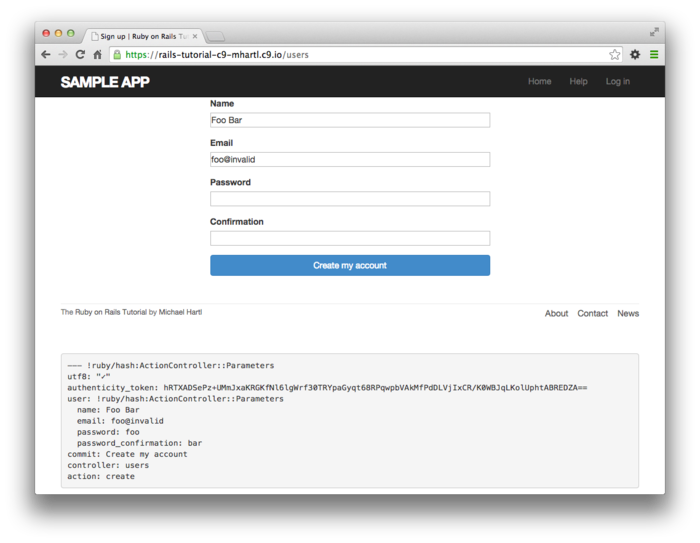 Sign up | Ruby on Rails Tu
https://rails-tutorial-c9-mhartl.c9.io/users
SAMPLE APP Home Help Log in
Name
Foo Bar
Email
foo@invalid
Password
Confirmation
Create my account
The Ruby on Rails Tutorial by Michael Hartl About Contact News
--- !ruby/hash:ActionController::Parameters
utf8: "✓"
authenticity_token: hRTXADSePz+UMmJxaKRGKfNl6lgWrf30TRYpaGyqt68RPqwpbVAkMfPdDLVjIxCR/K0WBJqLKolUphtABREDZA==
user: !ruby/hash:ActionController::Parameters
name: Foo Bar
email: foo@invalid
password: foo
password_confirmation: bar
commit: Create my account
controller: users
action: create